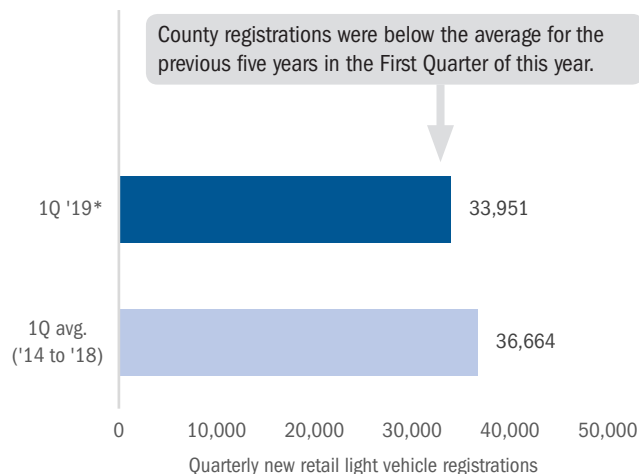 County registrations were below the average for the
previous five years in the First Quarter of this year.
1Q '19*
33,951
1Q avg.
('14 to '18)
36,664
0
10,000
20,000
30,000
40,000
50,000
Quarterly new retail light vehicle registrations